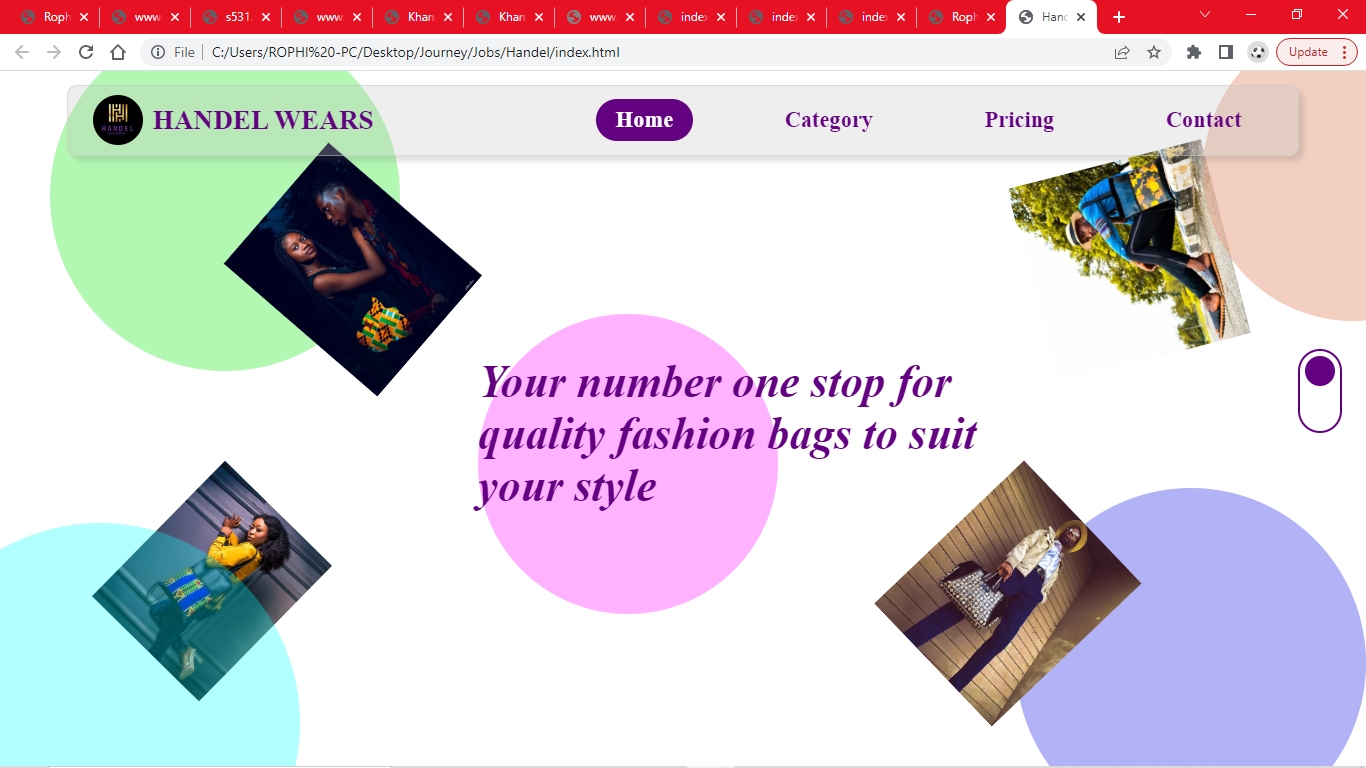 Roph
www.
s531.
www.
Khan
Khan
www.
index
index
index
Roph
Hand
Update
File
C:/Users/ROPHI%20-PC/Desktop/Journey/Jobs/Handel/index.html
HANDEL
HANDEL WEARS
Home
Category
Pricing
Contact
Your number one stop for
quality fashion bags to suit
your style